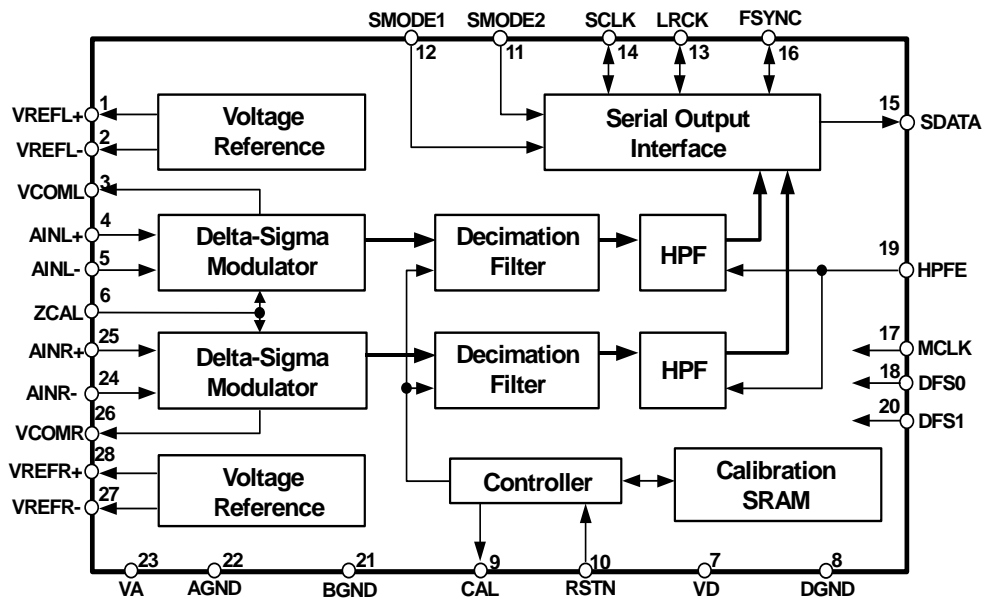 SMODE1
SMODE2
SCLK
LRCK
FSYNC
12
11
14
13
16
1
VREFL+
2
VREFL-
3
VCOML
4
AINL+
5
AINL-
6
ZCAL
25
AINR+
24
AINR-
26
VCOMR
28
VREFR+
27
VREFR-
Voltage
Reference
Serial Output
Interface
15
SDATA
Delta-Sigma
Modulator
Decimation
Filter
HPF
19
HPFE
Delta-Sigma
Modulator
Decimation
Filter
HPF
17
MCLK
18
DFS0
20
DFS1
Voltage
Reference
Controller
Calibration
SRAM
23
22
21
9
10
7
8
VA
AGND
BGND
CAL
RSTN
VD
DGND